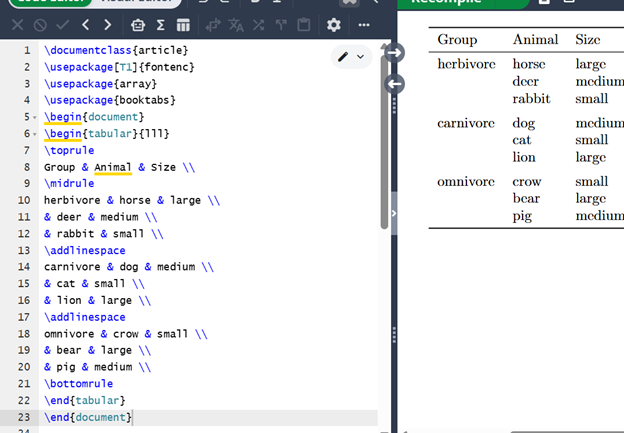 Recompile
1 \documentclass{article}
2 \usepackage[T1]{fontenc}
3 \usepackage{array}
4 \usepackage{booktabs}
5 \begin{document}
6 \begin{tabular}{lll}
7 \toprule
8 Group & Animal & Size \\
9 \midrule
10 herbivore & horse & large \\
11 & deer & medium \\
12 & rabbit & small \\
13 \addlinespace
14 carnivore & dog & medium \\
15 & cat & small \\
16 & lion & large \\
17 \addlinespace
18 omnivore & crow & small \\
19 & bear & large \\
20 & pig & medium \\
21 \bottomrule
22 \end{tabular}
23 \end{document}
Group Animal Size
herbivore horse large
deer medium
rabbit small
carnivore dog medium
cat small
lion large
omnivore crow small
bear large
pig medium